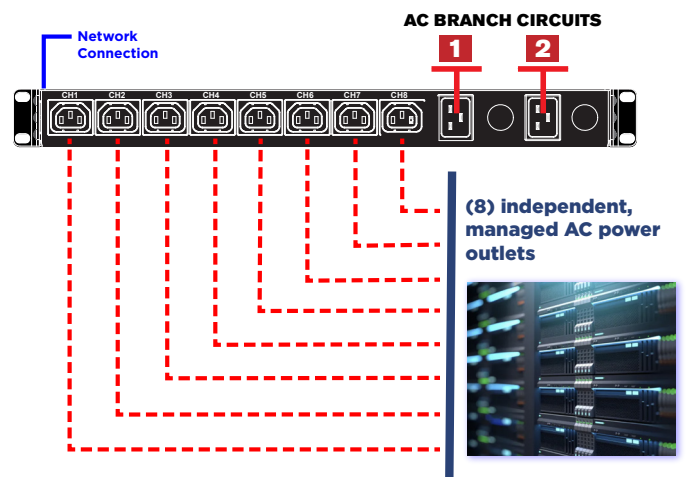 AC BRANCH CIRCUITS
Network
Connection
1
2
CH1 CH2 CH3 CH4 CH5 CH6 CH7 CH8
(8) independent,
managed AC power
outlets